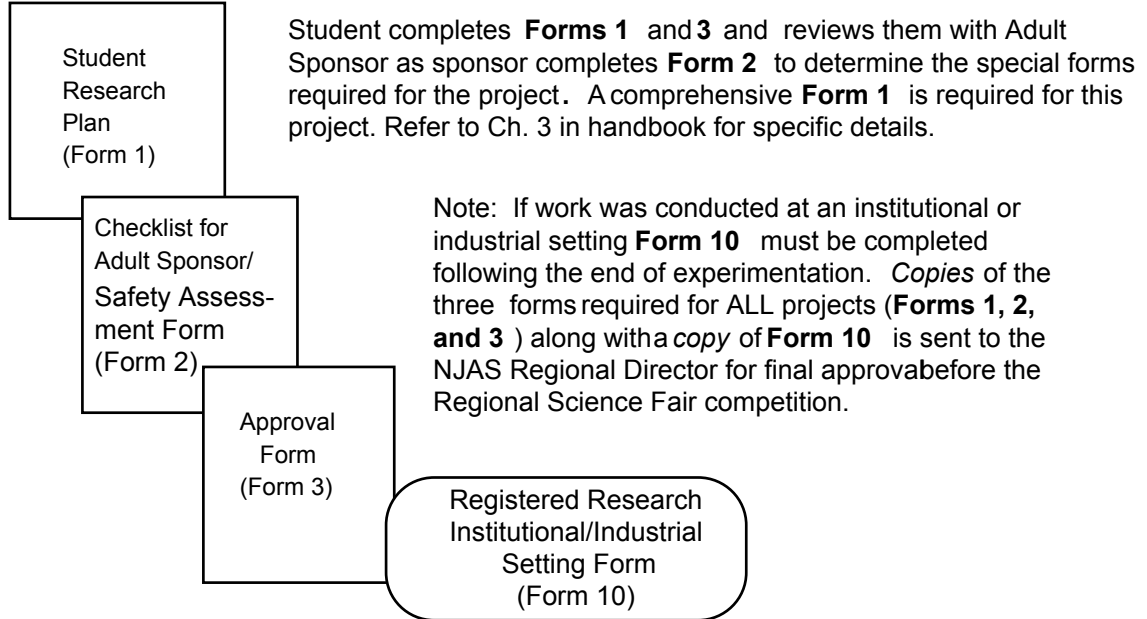 Student
Research
Plan
(Form 1)
Student completes Forms 1 and 3 and reviews them with Adult
Sponsor as sponsor completes Form 2 to determine the special forms
required for the project. A comprehensive Form 1 is required for this
project. Refer to Ch. 3 in handbook for specific details.
Checklist for
Adult Sponsor/
Safety Assess-
ment Form
(Form 2)
Note: If work was conducted at an institutional or
industrial setting Form 10 must be completed
following the end of experimentation. Copies of the
three forms required for ALL projects (Forms 1, 2,
and 3 ) along with a copy of Form 10 is sent to the
NJAS Regional Director for final approvabefore the
Regional Science Fair competition.
Approval
Form
(Form 3)
Registered Research
Institutional/Industrial
Setting Form
(Form 10)